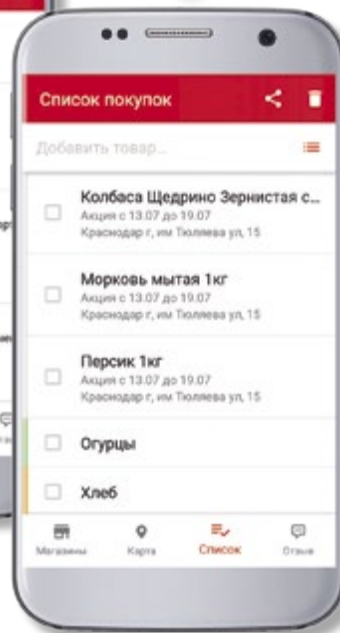 Список покупок
Добавить товар...
Колбаса Щедрино Зернистая с...
Акция с 13.07 до 19.07
Краснодар г, им Тюляева ул, 15
Морковь мытая 1кг
Акция с 13.07 до 19.07
Краснодар г, им Тюляева ул, 15
Персик 1кг
Акция с 13.07 до 19.07
Краснодар г, им Тюляева ул, 15
Огурцы
Хлеб
Магазины Карта Список Отзыв